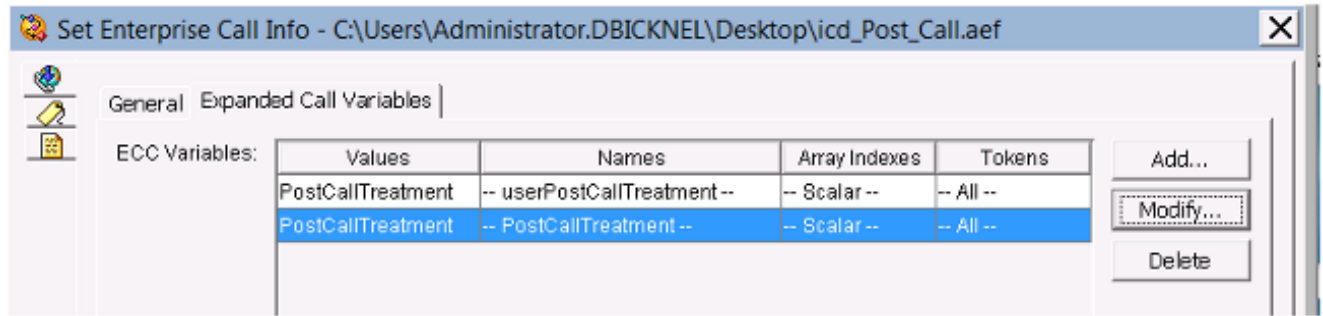 Set Enterprise Call Info - C:\Users\Administrator.DBICKNEL\Desktop\icd_Post_Call.aef
General Expanded Call Variables
ECC Variables: Values Names Array Indexes Tokens Add...
PostCallTreatment -- userPostCallTreatment -- -- Scalar -- -- All --
Modify...
PostCallTreatment -- PostCallTreatment -- -- Scalar -- -- All --
Delete